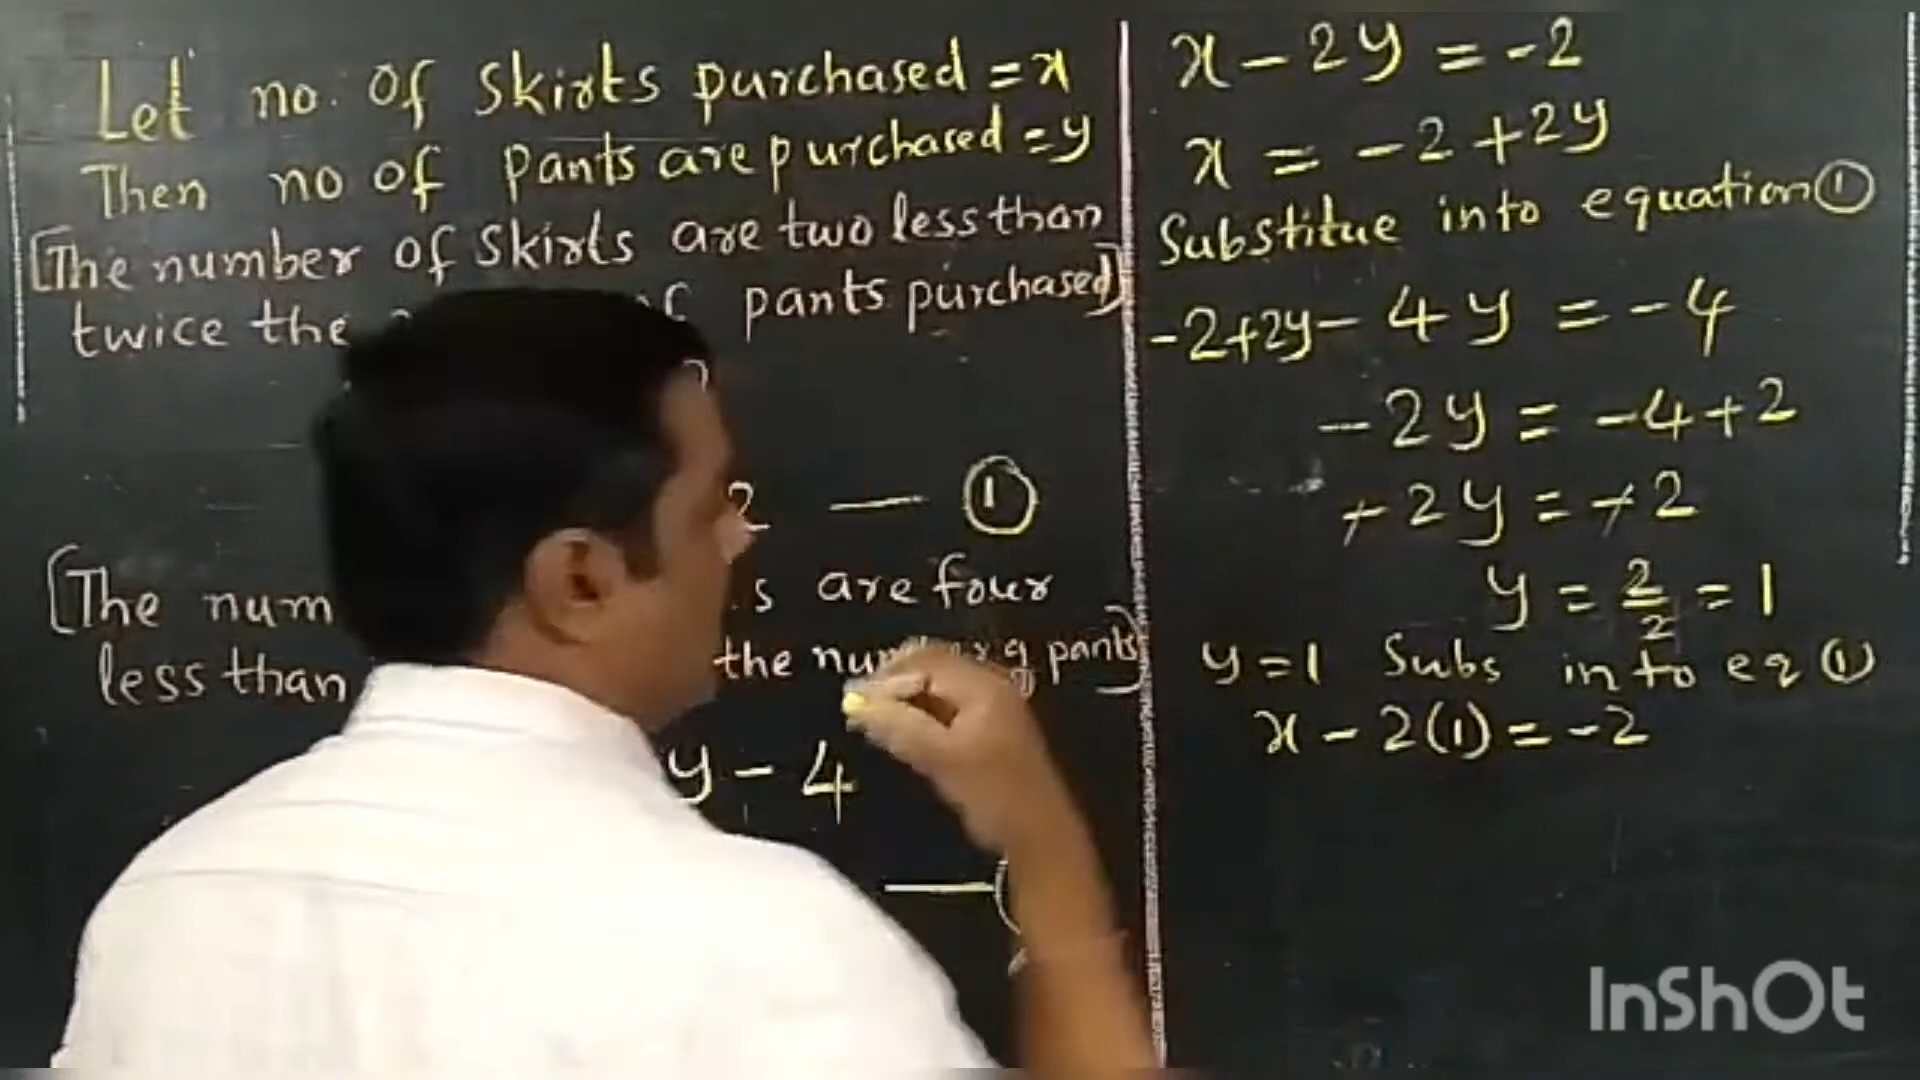 Let no. of skirts purchased = x
Then no of pants are purchased = y
[The number of skirts are two less than
twice the of pants purchased]
2 — ①
[The num s are four
less than the number of pants]
y - 4
—
x - 2y = -2
x = -2 + 2y
Substitue into equation ①
-2+2y - 4y = -4
-2y = -4+2
+2y = +2
y = 2/2 = 1
y = 1 Subs in to eq ①
x - 2(1) = -2
InShOt